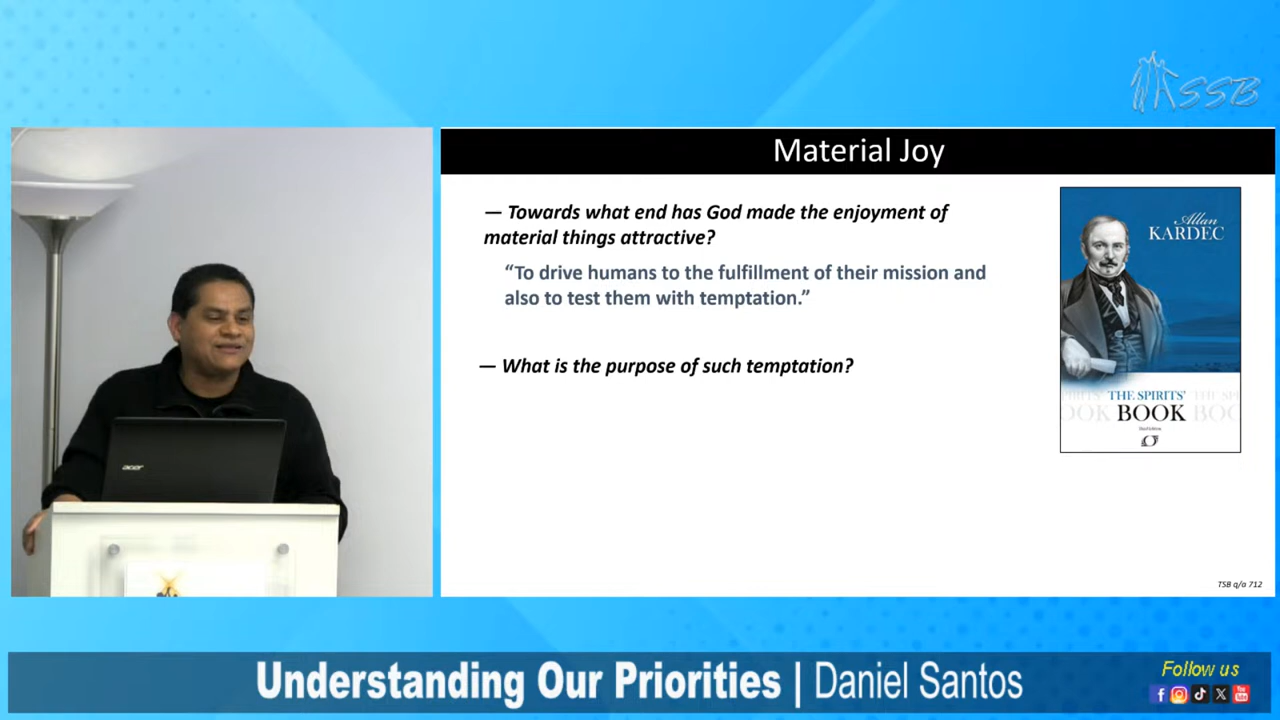 SSB
Material Joy
— Towards what end has God made the enjoyment of
material things attractive?
“To drive humans to the fulfillment of their mission and
also to test them with temptation.”
— What is the purpose of such temptation?
Allan
KARDEC
THE SPIRITS’
BOOK
TSB q/a 712
acer
Understanding Our Priorities | Daniel Santos
Follow us